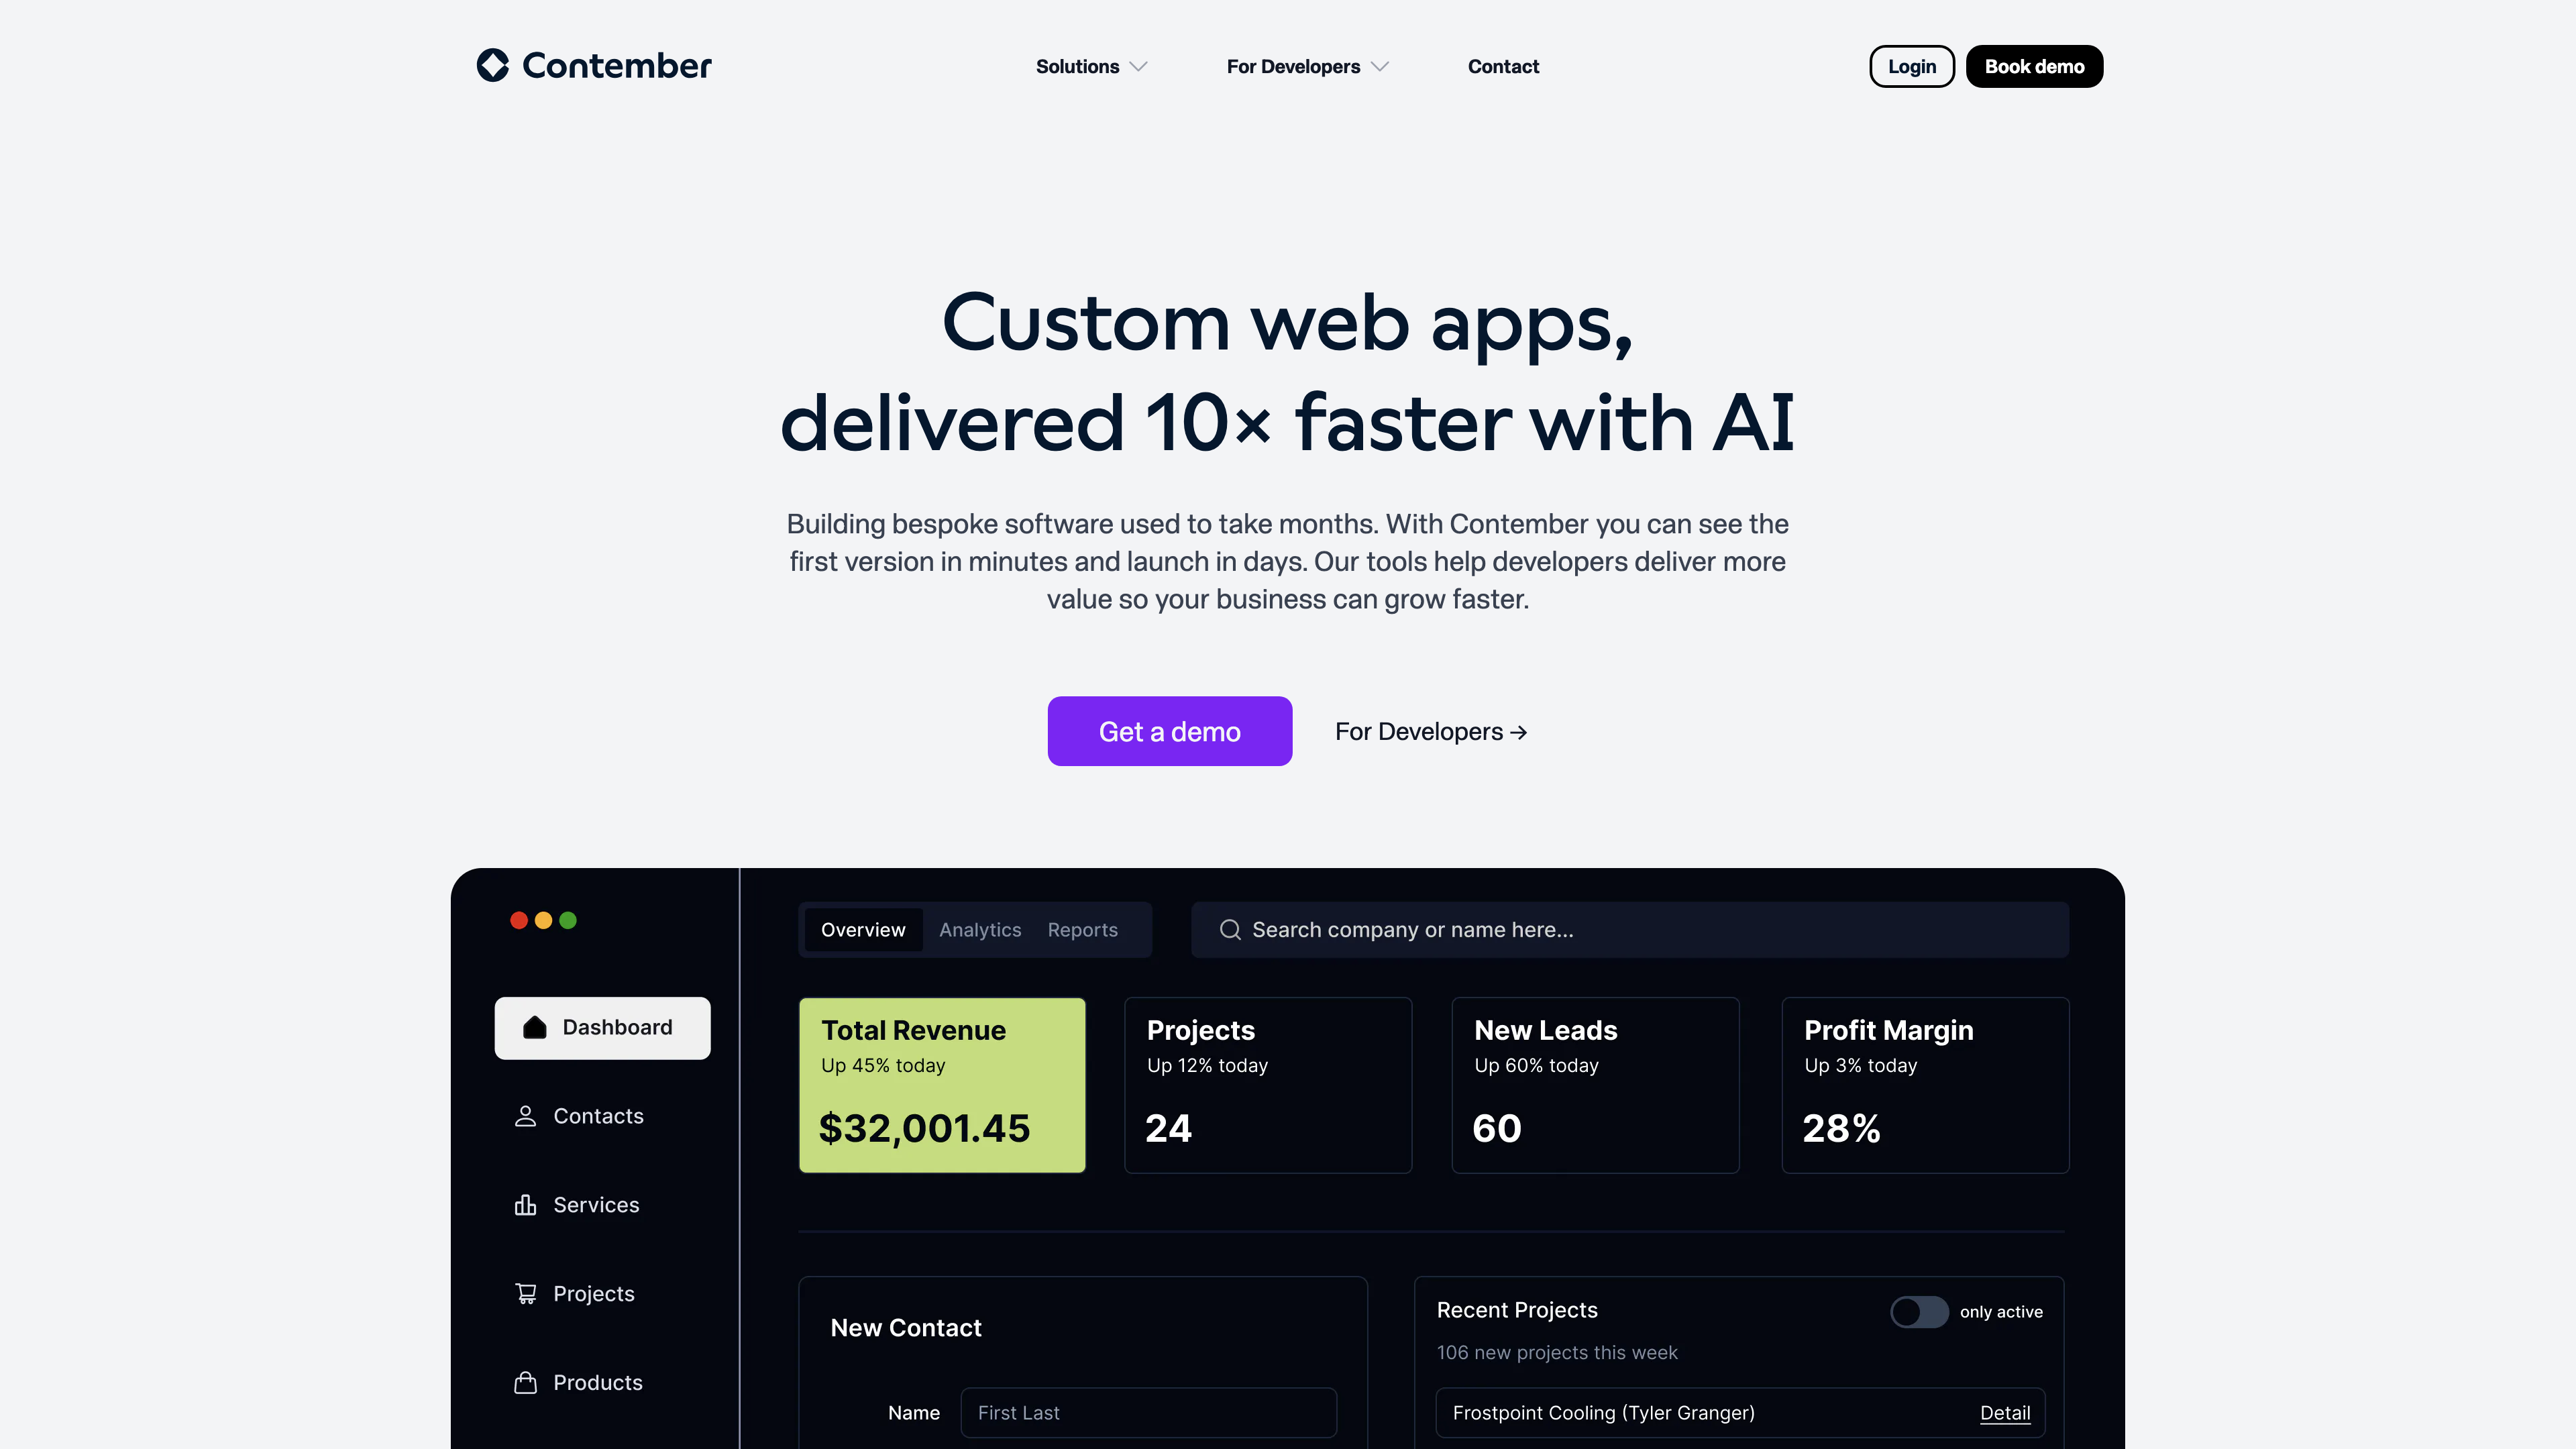 Contember
Solutions
For Developers
Contact
Login
Book demo
Custom web apps,
delivered 10× faster with AI
Building bespoke software used to take months. With Contember you can see the
first version in minutes and launch in days. Our tools help developers deliver more
value so your business can grow faster.
Get a demo
For Developers →
Overview
Analytics
Reports
Search company or name here...
Dashboard
Contacts
Services
Projects
Products
Total Revenue
Up 45% today
$32,001.45
Projects
Up 12% today
24
New Leads
Up 60% today
60
Profit Margin
Up 3% today
28%
New Contact
Name
First Last
Recent Projects
only active
106 new projects this week
Frostpoint Cooling (Tyler Granger)
Detail